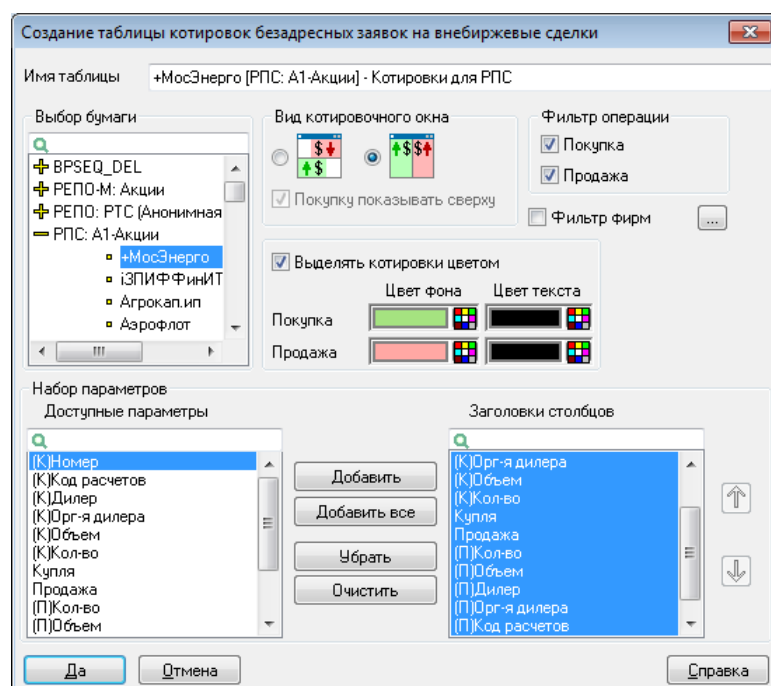 Создание таблицы котировок безадресных заявок на внебиржевые сделки
Имя таблицы +МосЭнерго [РПС: А1-Акции] - Котировки для РПС
Выбор бумаги
BPSEQ_DEL
РЕПО-М: Акции
РЕПО: РТС (Анонимная
РПС: А1-Акции
+МосЭнерго
iЗПИФФинИТ
Агрокап.ип
Аэрофлот
Вид котировочного окна
Покупку показывать сверху
Фильтр операции
Покупка
Продажа
Фильтр фирм ...
Выделять котировки цветом
Цвет фона Цвет текста
Покупка
Продажа
Набор параметров
Доступные параметры
(К)Номер
(К)Код расчетов
(К)Дилер
(К)Орг-я дилера
(К)Объем
(К)Кол-во
Купля
Продажа
(П)Кол-во
(П)Объем
Добавить
Добавить все
Убрать
Очистить
Заголовки столбцов
(К)Орг-я дилера
(К)Объем
(К)Кол-во
Купля
Продажа
(П)Кол-во
(П)Объем
(П)Дилер
(П)Орг-я дилера
(П)Код расчетов
Да Отмена Справка